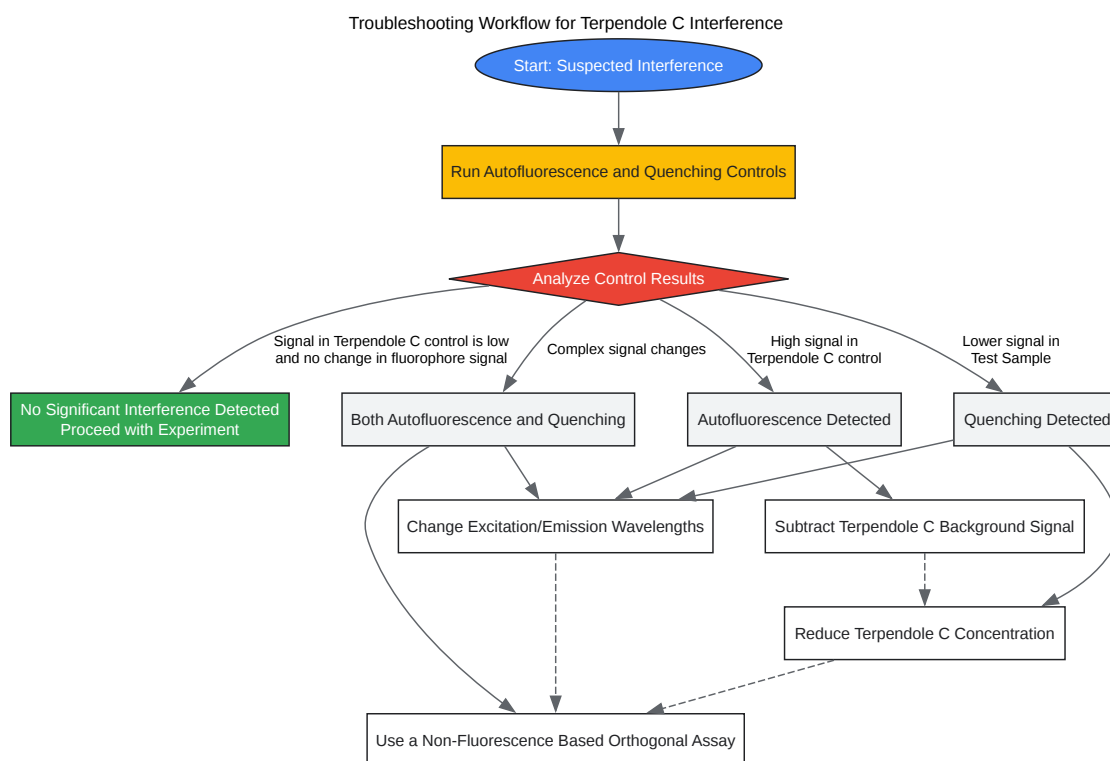 Troubleshooting Workflow for Terpendole C Interference
Start: Suspected Interference
Run Autofluorescence and Quenching Controls
Analyze Control Results
Signal in Terpendole C control is low
and no change in fluorophore signal
Complex signal changes
High signal in
Terpendole C control
Lower signal in
Test Sample
No Significant Interference Detected
Proceed with Experiment
Both Autofluorescence and Quenching
Autofluorescence Detected
Quenching Detected
Change Excitation/Emission Wavelengths
Subtract Terpendole C Background Signal
Reduce Terpendole C Concentration
Use a Non-Fluorescence Based Orthogonal Assay